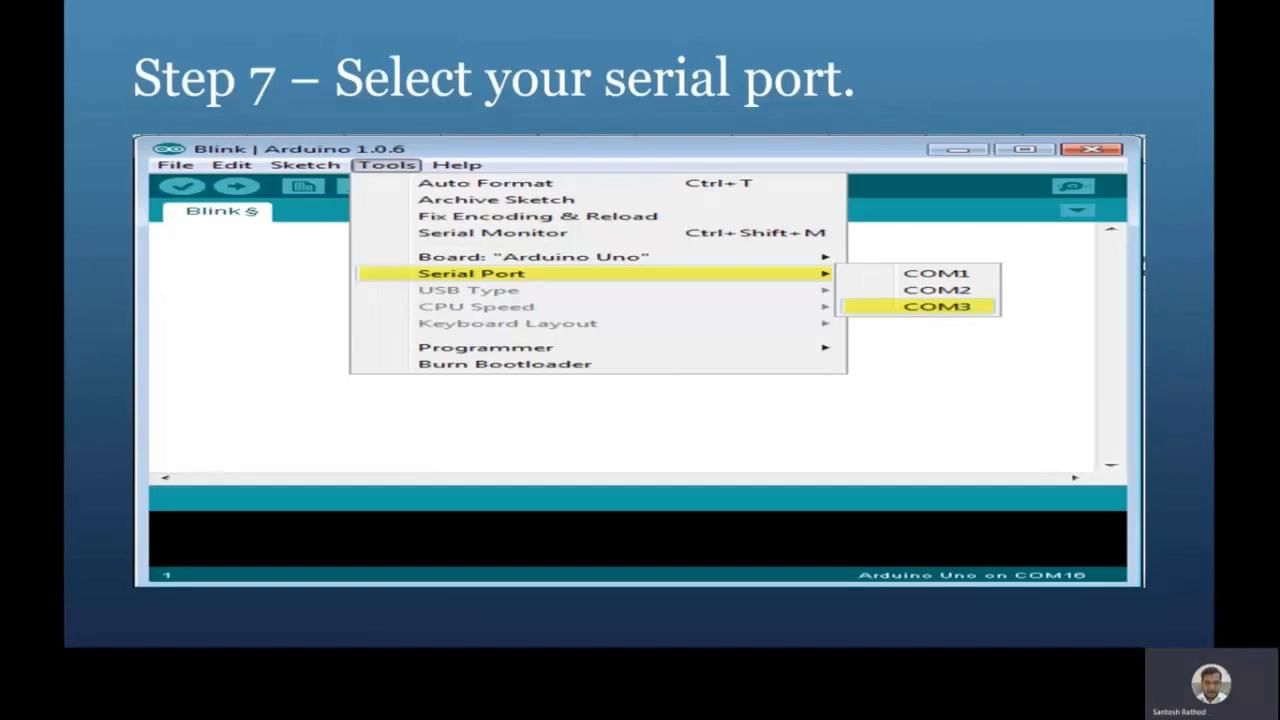 Step 7 – Select your serial port.
Blink | Arduino 1.0.6
File Edit Sketch Tools Help
Auto Format Ctrl+T
Archive Sketch
Fix Encoding & Reload
Serial Monitor Ctrl+Shift+M
Blink §
Board: "Arduino Uno"
Serial Port
USB Type
CPU Speed
Keyboard Layout
Programmer
Burn Bootloader
COM1
COM2
COM3
1 Arduino Uno on COM16
Santosh Rathod